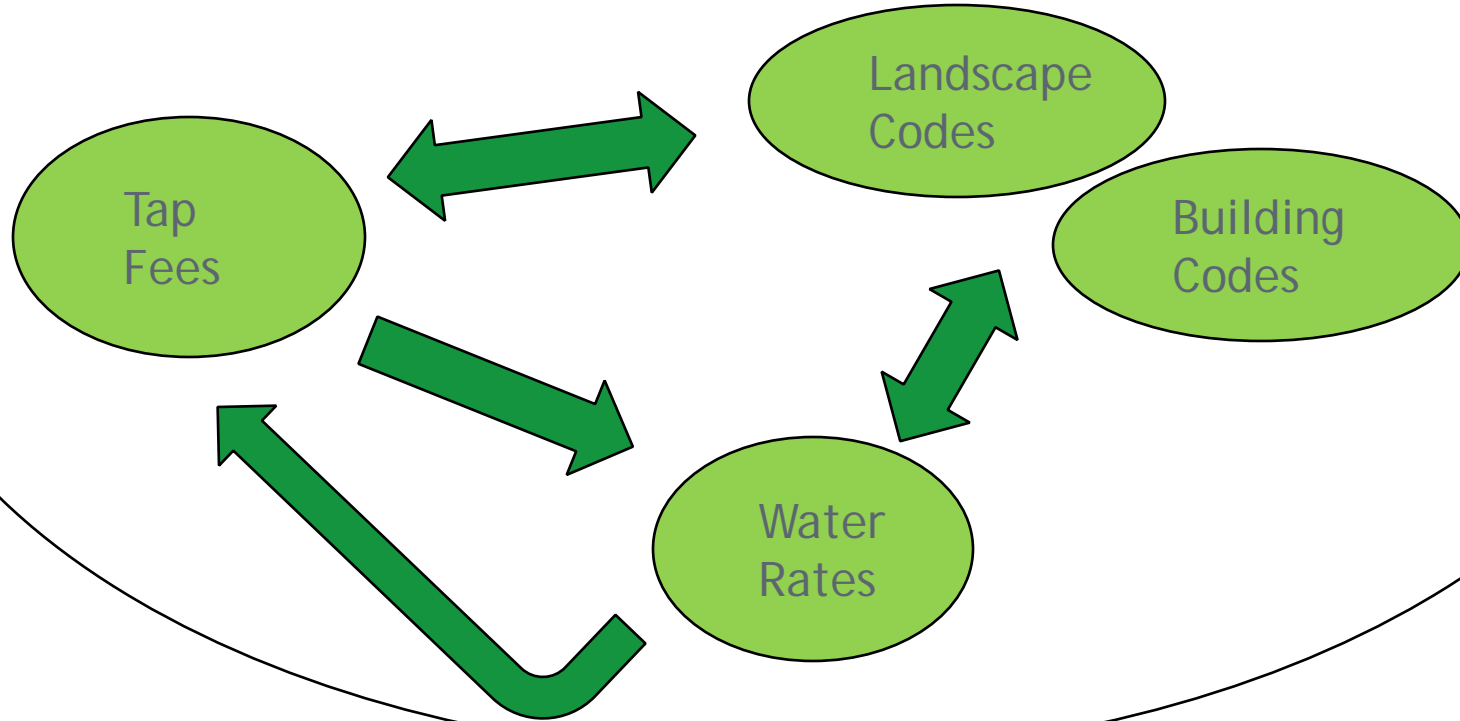 Landscape
Codes
Tap
Fees
Building
Codes
Water
Rates